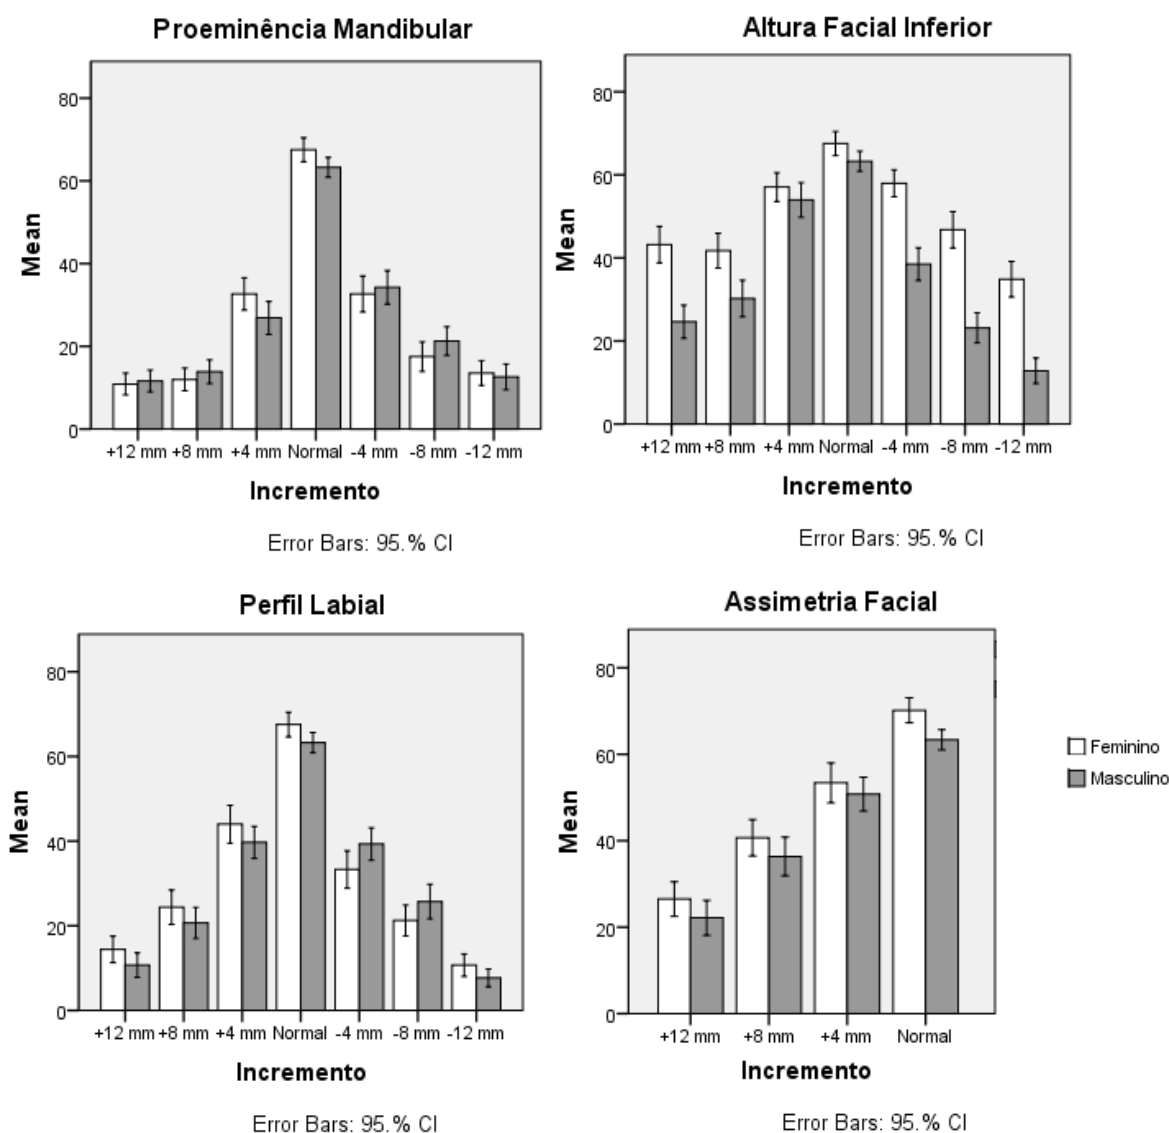 Proeminência Mandibular
80
60
40
20
0
Mean
+12 mm +8 mm +4 mm Normal -4 mm -8 mm -12 mm
Incremento
Error Bars: 95.% CI
Altura Facial Inferior
80
60
40
20
0
Mean
+12 mm +8 mm +4 mm Normal -4 mm -8 mm -12 mm
Incremento
Error Bars: 95.% CI
Perfil Labial
80
60
40
20
0
Mean
+12 mm +8 mm +4 mm Normal -4 mm -8 mm -12 mm
Incremento
Error Bars: 95.% CI
Assimetria Facial
80
60
40
20
0
Mean
+12 mm +8 mm +4 mm Normal
Incremento
Error Bars: 95.% CI
Feminino
Masculino